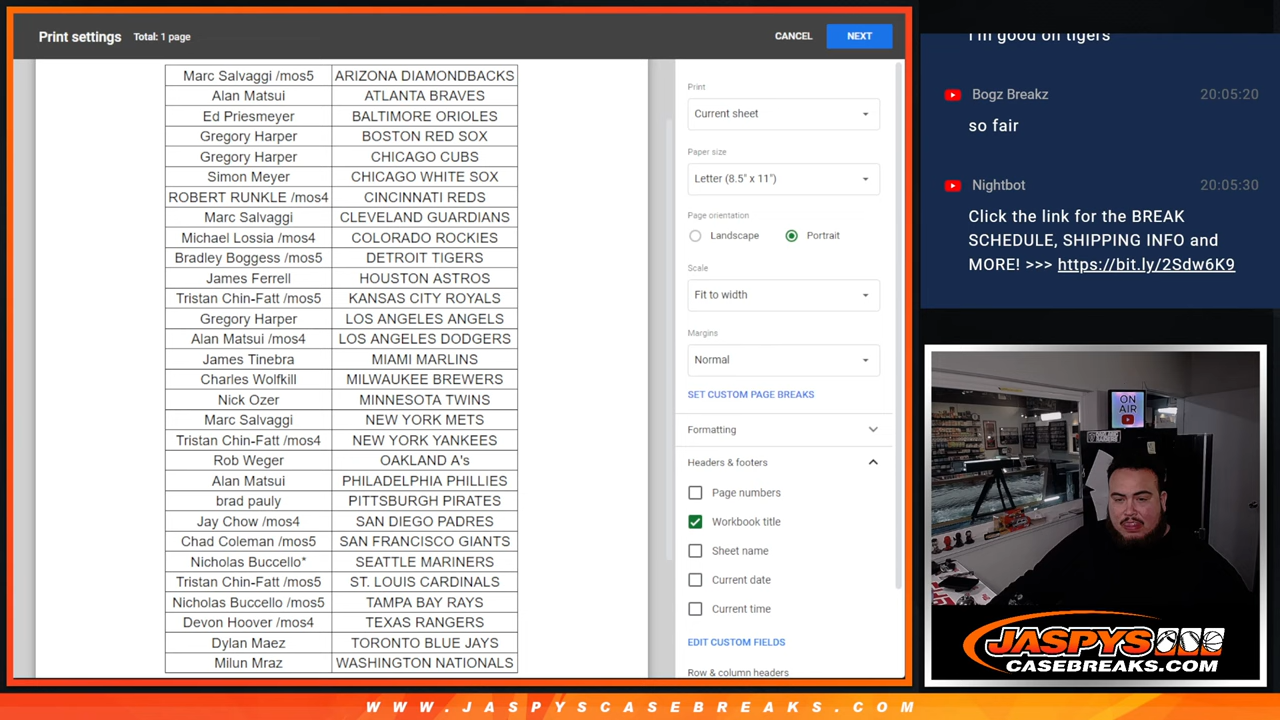 Print settings Total: 1 page CANCEL NEXT
Marc Salvaggi /mos5 ARIZONA DIAMONDBACKS
Alan Matsui ATLANTA BRAVES
Ed Priesmeyer BALTIMORE ORIOLES
Gregory Harper BOSTON RED SOX
Gregory Harper CHICAGO CUBS
Simon Meyer CHICAGO WHITE SOX
ROBERT RUNKLE /mos4 CINCINNATI REDS
Marc Salvaggi CLEVELAND GUARDIANS
Michael Lossia /mos4 COLORADO ROCKIES
Bradley Boggess /mos5 DETROIT TIGERS
James Ferrell HOUSTON ASTROS
Tristan Chin-Fatt /mos5 KANSAS CITY ROYALS
Gregory Harper LOS ANGELES ANGELS
Alan Matsui /mos4 LOS ANGELES DODGERS
James Tinebra MIAMI MARLINS
Charles Wolfkill MILWAUKEE BREWERS
Nick Ozer MINNESOTA TWINS
Marc Salvaggi NEW YORK METS
Tristan Chin-Fatt /mos4 NEW YORK YANKEES
Rob Weger OAKLAND A's
Alan Matsui PHILADELPHIA PHILLIES
brad pauly PITTSBURGH PIRATES
Jay Chow /mos4 SAN DIEGO PADRES
Chad Coleman /mos5 SAN FRANCISCO GIANTS
Nicholas Buccello* SEATTLE MARINERS
Tristan Chin-Fatt /mos5 ST. LOUIS CARDINALS
Nicholas Buccello /mos5 TAMPA BAY RAYS
Devon Hoover /mos4 TEXAS RANGERS
Dylan Maez TORONTO BLUE JAYS
Milun Mraz WASHINGTON NATIONALS
Print
Current sheet
Paper size
Letter (8.5" x 11")
Page orientation
Landscape Portrait
Scale
Fit to width
Margins
Normal
SET CUSTOM PAGE BREAKS
Formatting
Headers & footers
Page numbers
Workbook title
Sheet name
Current date
Current time
EDIT CUSTOM FIELDS
Row & column headers
I'm good on tigers
Bogz Breakz 20:05:20
so fair
Nightbot 20:05:30
Click the link for the BREAK
SCHEDULE, SHIPPING INFO and
MORE! >>> https://bit.ly/2Sdw6K9
ON
AIR
JASPYS
CASEBREAKS.COM
WWW.JASPYSCASEBREAKS.COM